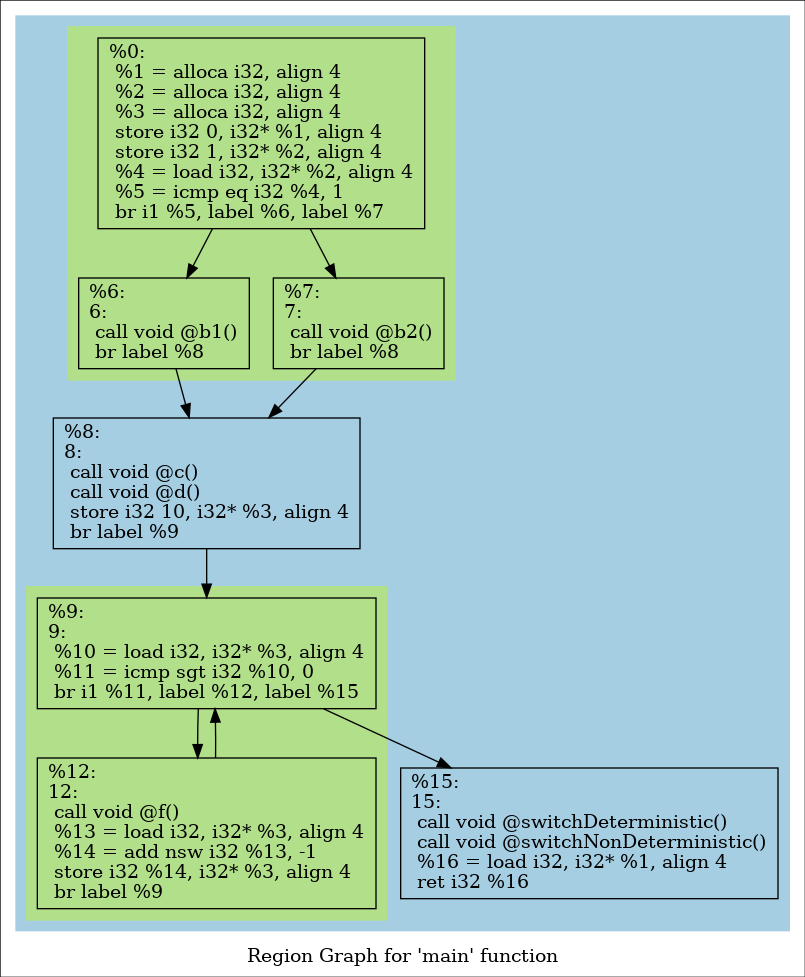 %0:
%1 = alloca i32, align 4
%2 = alloca i32, align 4
%3 = alloca i32, align 4
store i32 0, i32* %1, align 4
store i32 1, i32* %2, align 4
%4 = load i32, i32* %2, align 4
%5 = icmp eq i32 %4, 1
br i1 %5, label %6, label %7
%6:
6:
call void @b1()
br label %8
%7:
7:
call void @b2()
br label %8
%8:
8:
call void @c()
call void @d()
store i32 10, i32* %3, align 4
br label %9
%9:
9:
%10 = load i32, i32* %3, align 4
%11 = icmp sgt i32 %10, 0
br i1 %11, label %12, label %15
%12:
12:
call void @f()
%13 = load i32, i32* %3, align 4
%14 = add nsw i32 %13, -1
store i32 %14, i32* %3, align 4
br label %9
%15:
15:
call void @switchDeterministic()
call void @switchNonDeterministic()
%16 = load i32, i32* %1, align 4
ret i32 %16
Region Graph for 'main' function